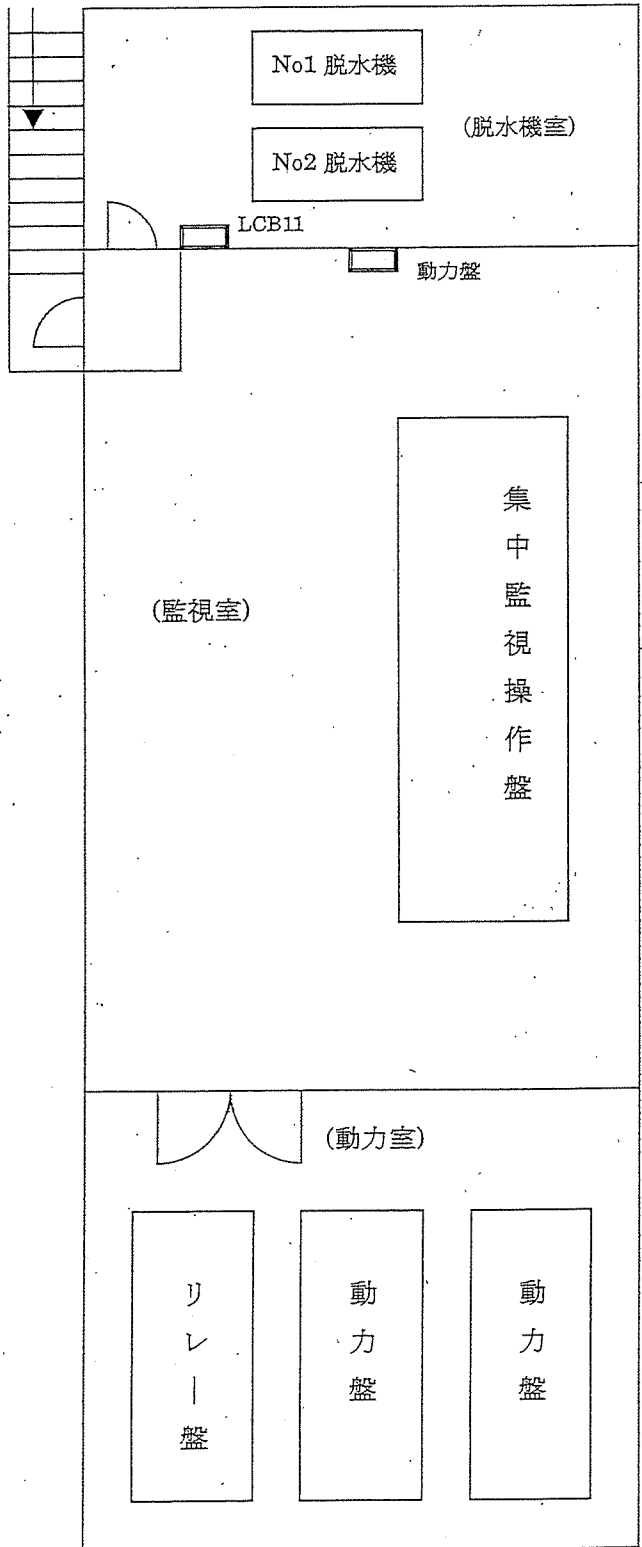 No1 脱水機
(脱水機室)
No2 脱水機
LCB11
動力盤
集中監視操作盤
(監視室)
(動力室)
リレー盤
動力盤
動力盤